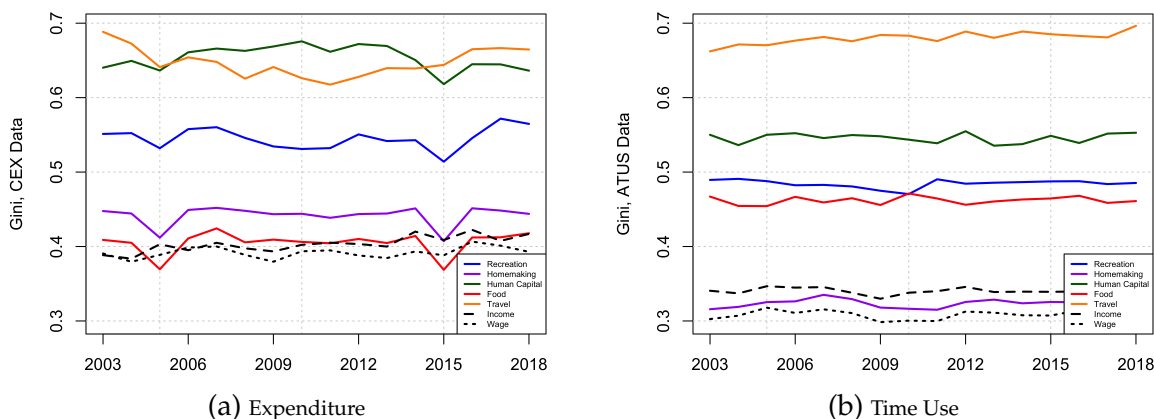 Gini, CEX Data
0.7
0.6
0.5
0.4
0.3
2003 2006 2009 2012 2015 2018
Recreation
Homemaking
Human Capital
Food
Travel
Income
Wage
(a) Expenditure
Gini, ATUS Data
0.7
0.6
0.5
0.4
0.3
2003 2006 2009 2012 2015 2018
Recreation
Homemaking
Human Capital
Food
Travel
Income
Wage
(b) Time Use